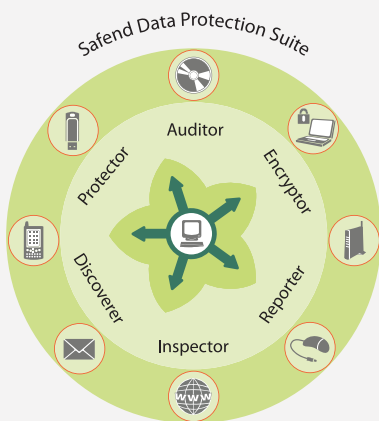 Safend Data Protection Suite
Auditor
Encryptor
Reporter
Inspector
Discoverer
Protector
www